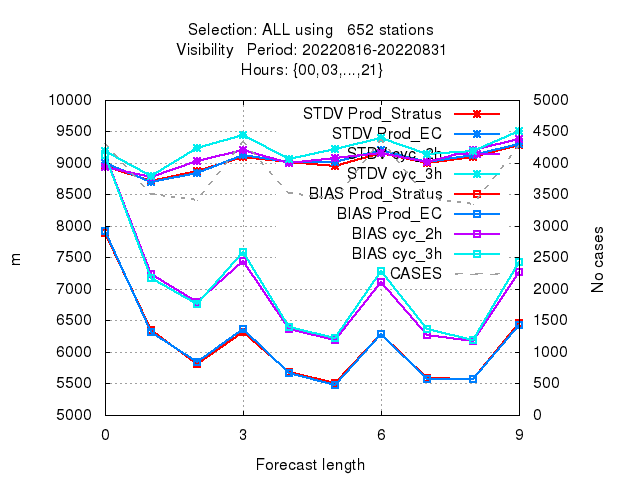 Selection: ALL using   652 stations
Visibility   Period: 20220816-20220831
Hours: {00,03,...,21}
10000
9500
9000
8500
8000
7500
7000
6500
6000
5500
5000
m
5000
4500
4000
3500
3000
2500
2000
1500
1000
500
0
No cases
STDV Prod_Stratus
STDV Prod_EC
STDV cyc_2h
STDV cyc_3h
BIAS Prod_Stratus
BIAS Prod_EC
BIAS cyc_2h
BIAS cyc_3h
CASES
0 3 6 9
Forecast length